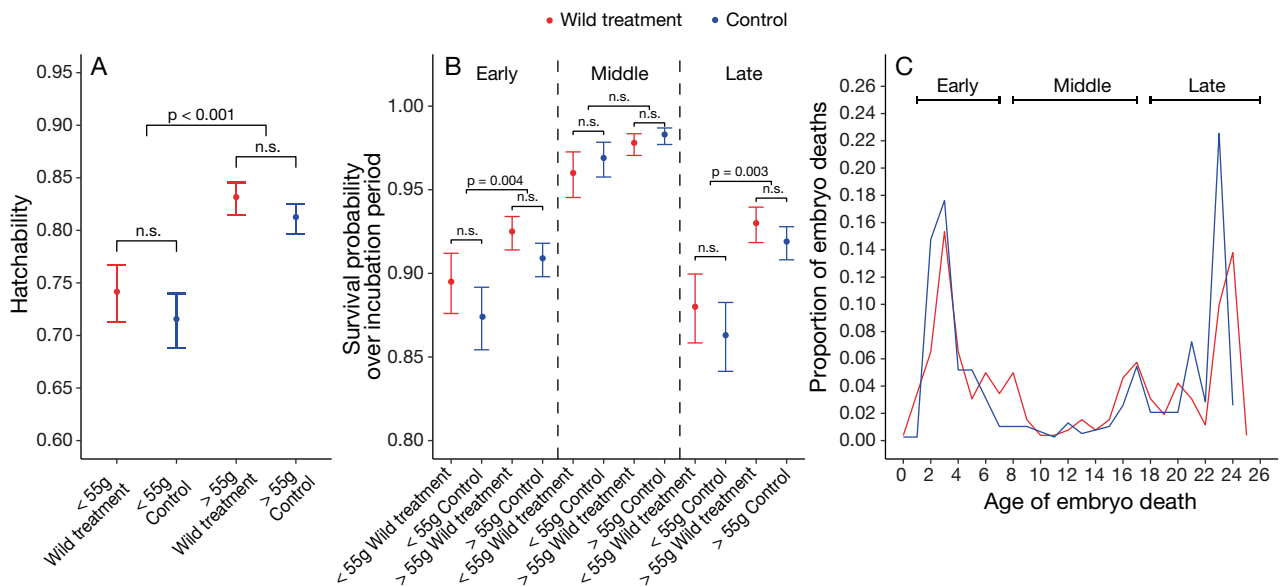 Wild treatment
Control
A
Hatchability
0.95
0.90
0.85
0.80
0.75
0.70
0.65
0.60
p < 0.001
n.s.
n.s.
< 55g
Wild treatment
< 55g
Control
> 55g
Wild treatment
> 55g
Control
B
Survival probability
over incubation period
1.00
0.95
0.90
0.85
0.80
Early
Middle
Late
p = 0.004
n.s.
n.s.
n.s.
n.s.
n.s.
p = 0.003
n.s.
n.s.
< 55g Wild treatment
< 55g Control
> 55g Wild treatment
> 55g Control
< 55g Wild treatment
< 55g Control
> 55g Wild treatment
> 55g Control
< 55g Wild treatment
< 55g Control
> 55g Wild treatment
> 55g Control
C
Proportion of embryo deaths
0.26
0.24
0.22
0.20
0.18
0.16
0.14
0.12
0.10
0.08
0.06
0.04
0.02
0.00
Early
Middle
Late
0 2 4 6 8 10 12 14 16 18 20 22 24 26
Age of embryo death